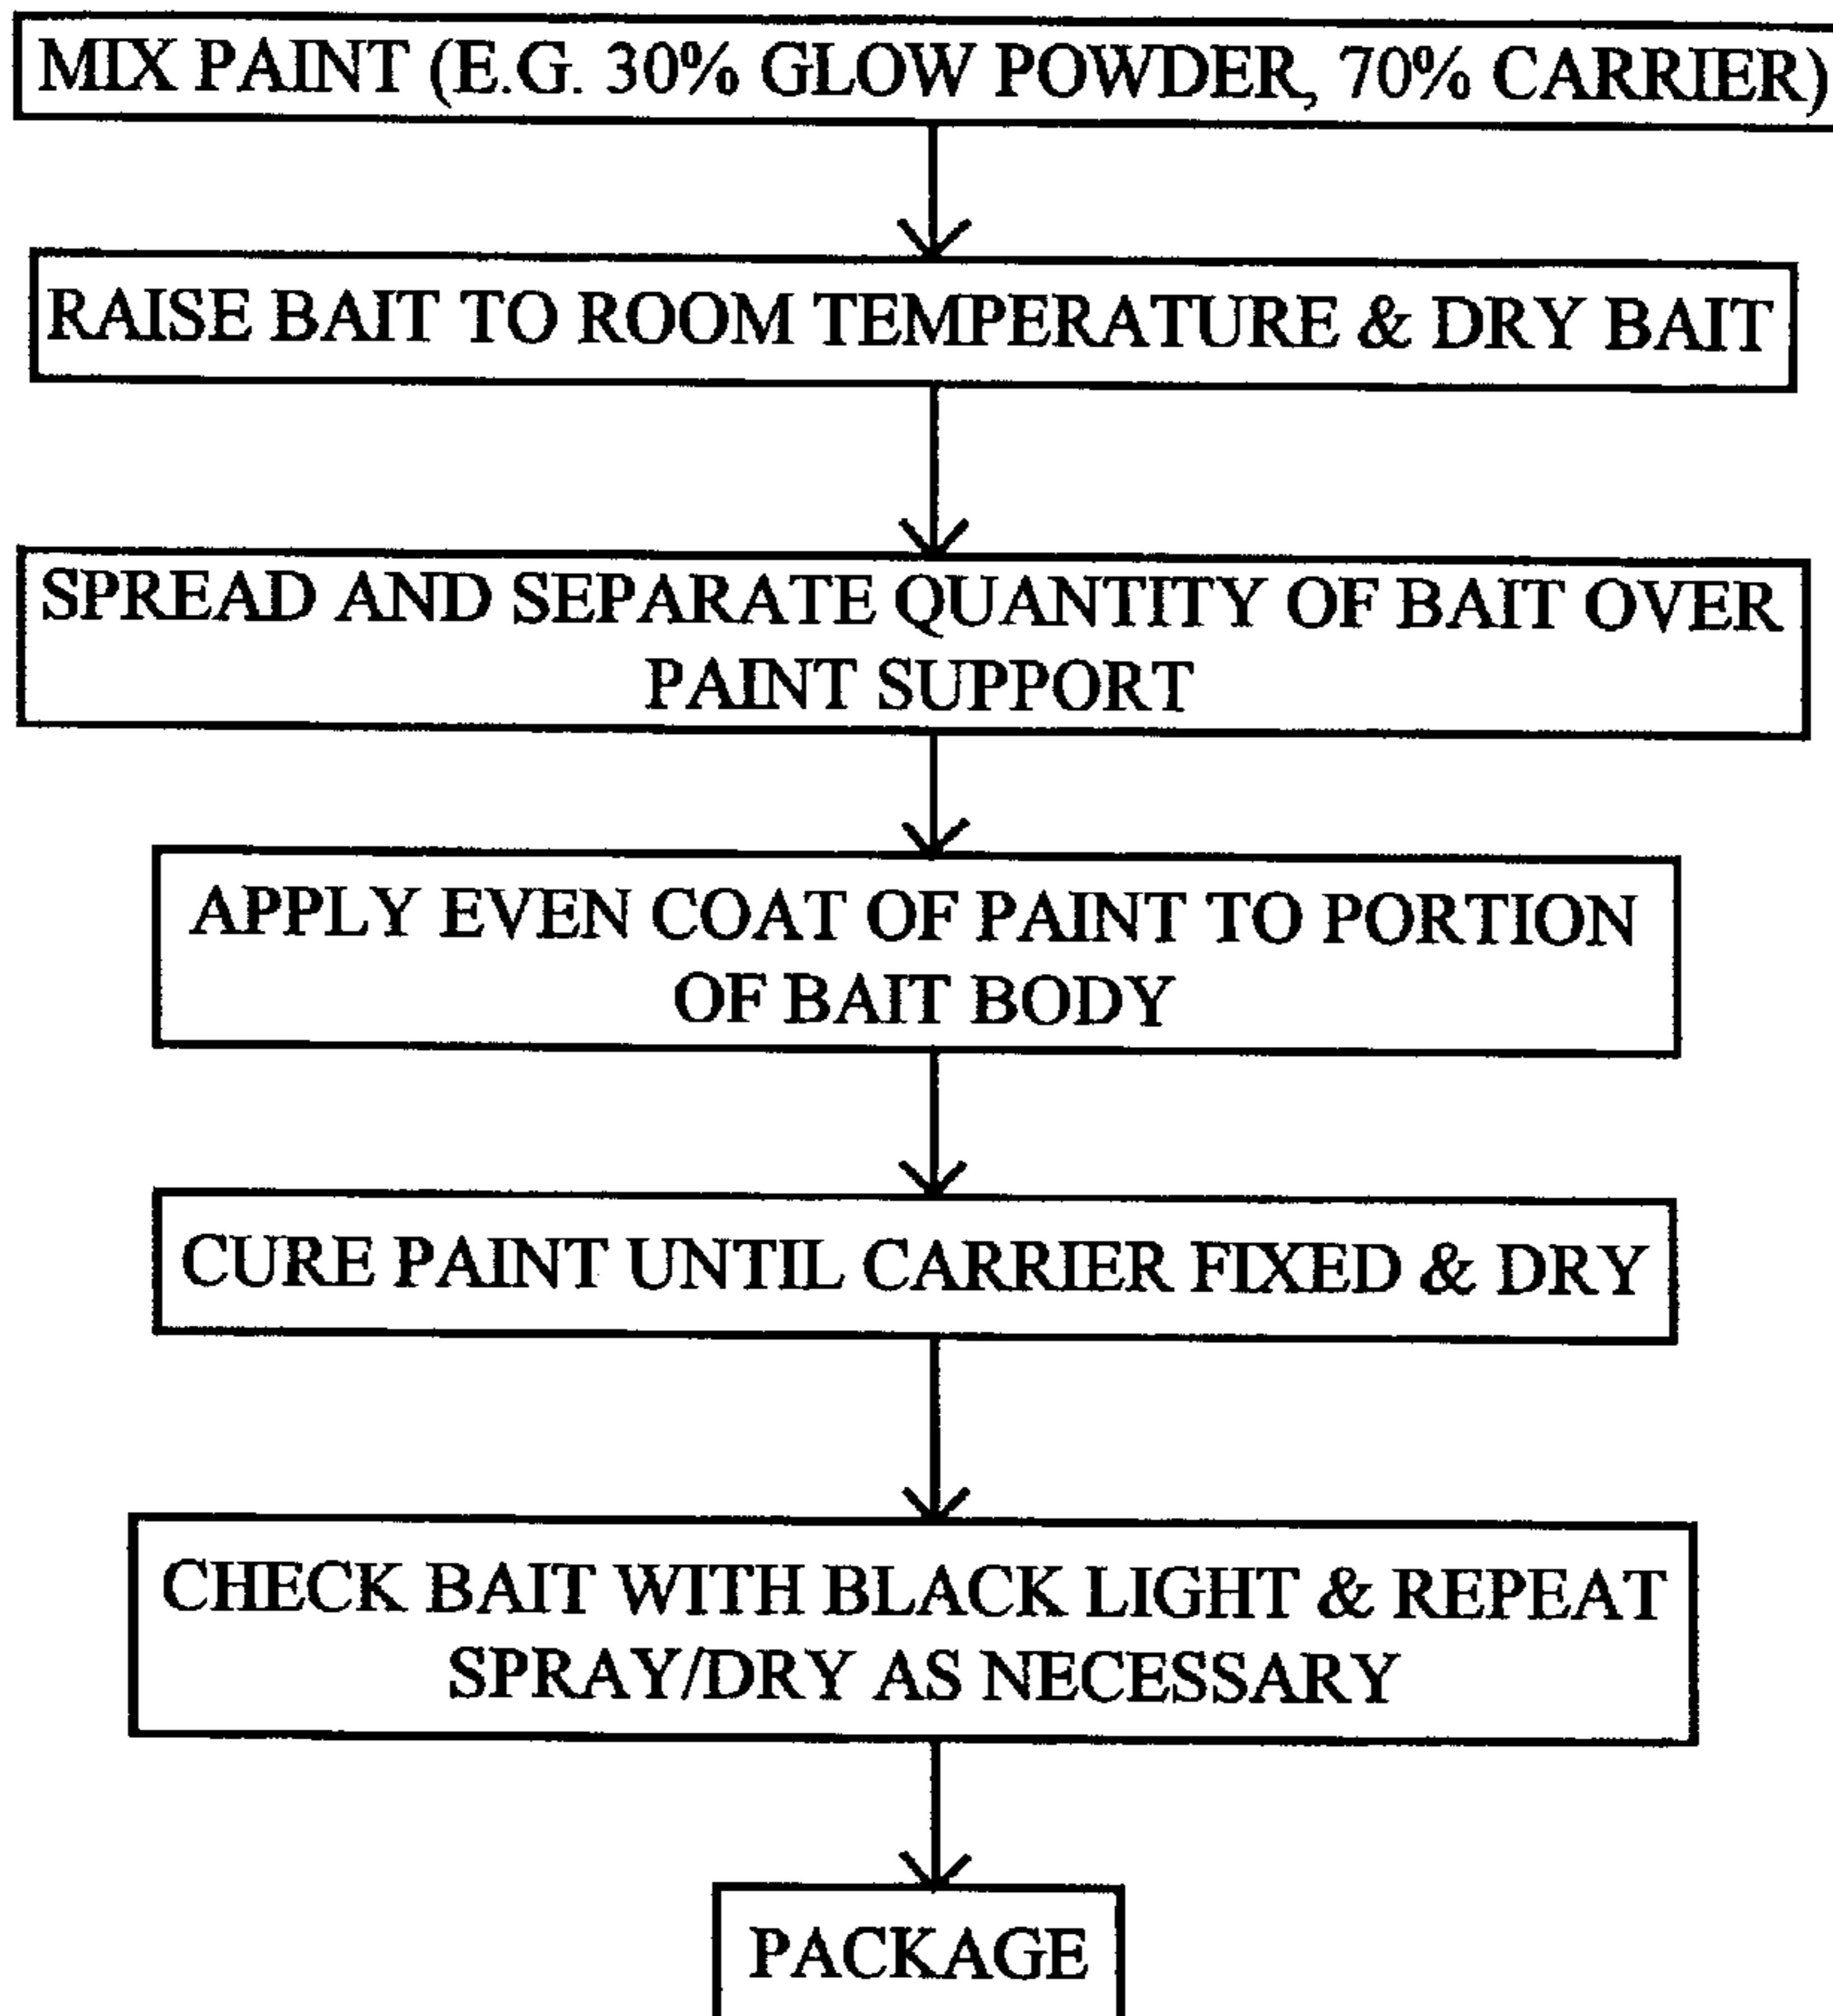 MIX PAINT (E.G. 30% GLOW POWDER, 70% CARRIER)
RAISE BAIT TO ROOM TEMPERATURE & DRY BAIT
SPREAD AND SEPARATE QUANTITY OF BAIT OVER
PAINT SUPPORT
APPLY EVEN COAT OF PAINT TO PORTION
OF BAIT BODY
CURE PAINT UNTIL CARRIER FIXED & DRY
CHECK BAIT WITH BLACK LIGHT & REPEAT
SPRAY/DRY AS NECESSARY
PACKAGE